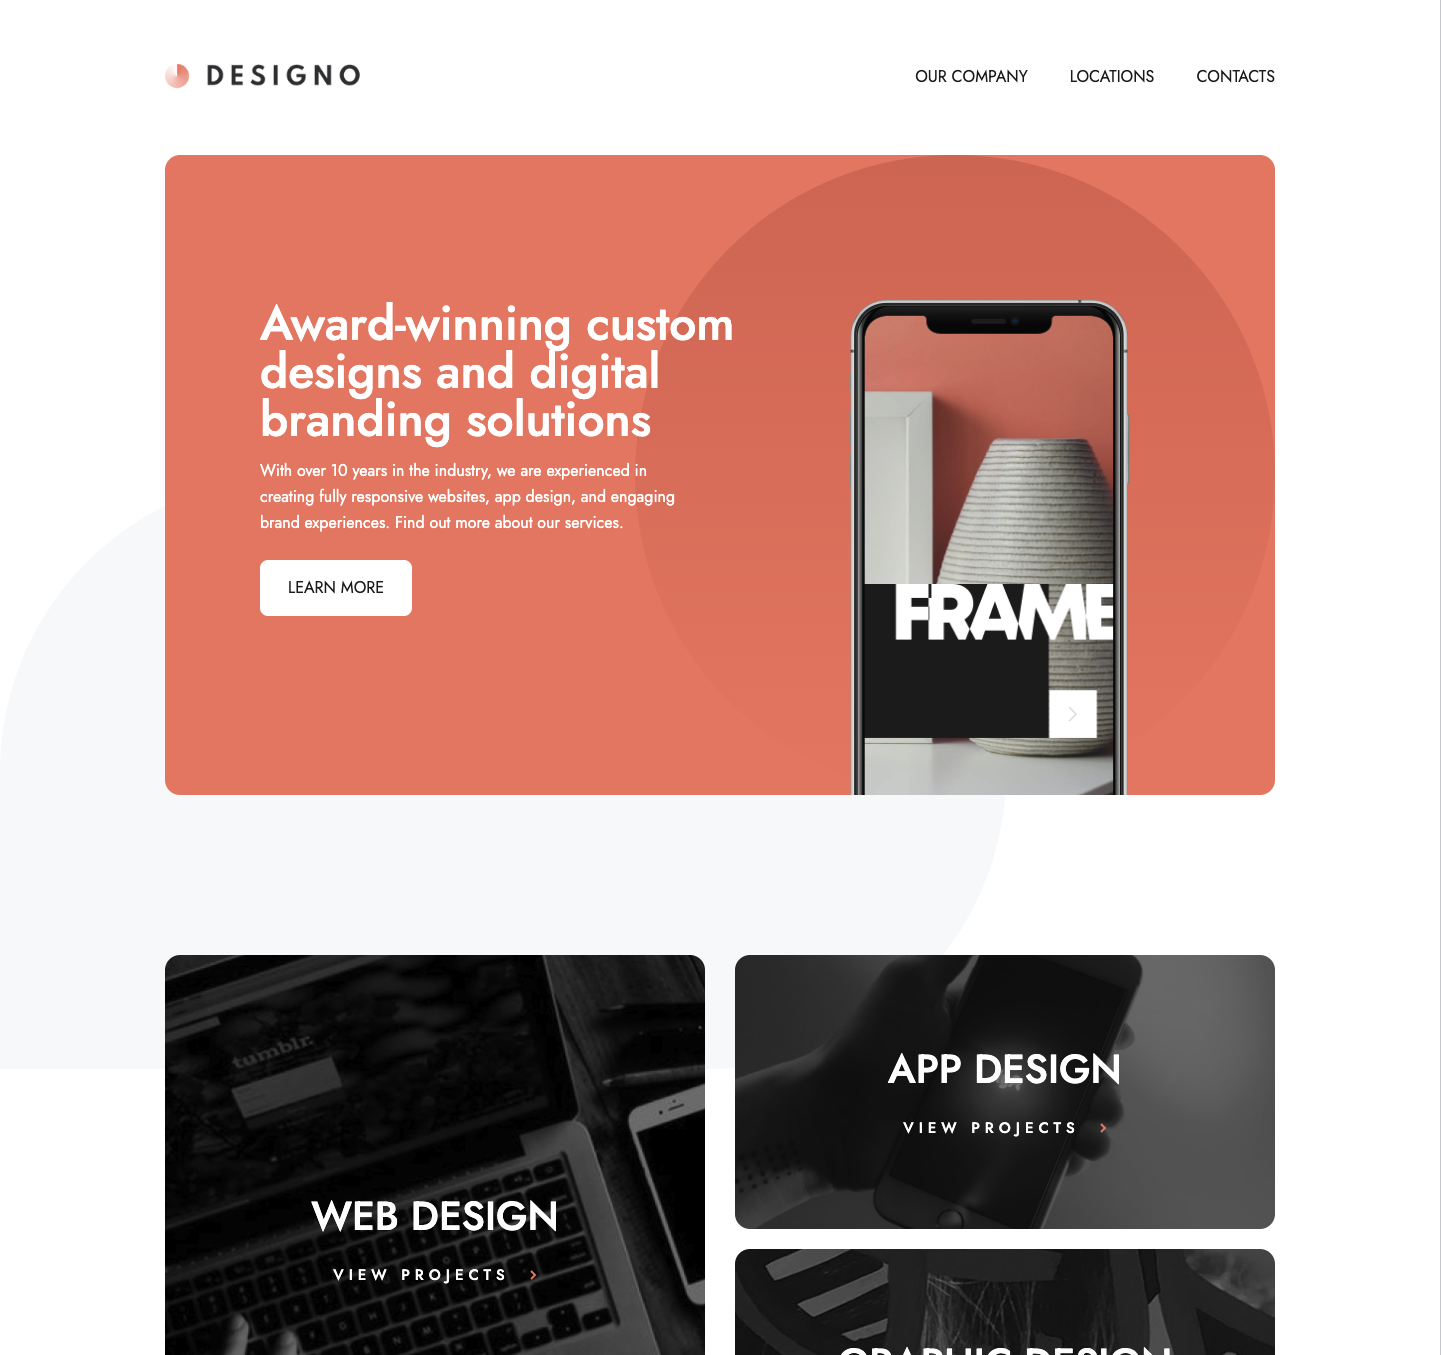 DESIGNO
OUR COMPANY
LOCATIONS
CONTACTS
Award-winning custom
designs and digital
branding solutions
With over 10 years in the industry, we are experienced in
creating fully responsive websites, app design, and engaging
brand experiences. Find out more about our services.
LEARN MORE
FRAME
tumblr.
WEB DESIGN
VIEW PROJECTS
APP DESIGN
VIEW PROJECTS
GRAPHIC DESIGN